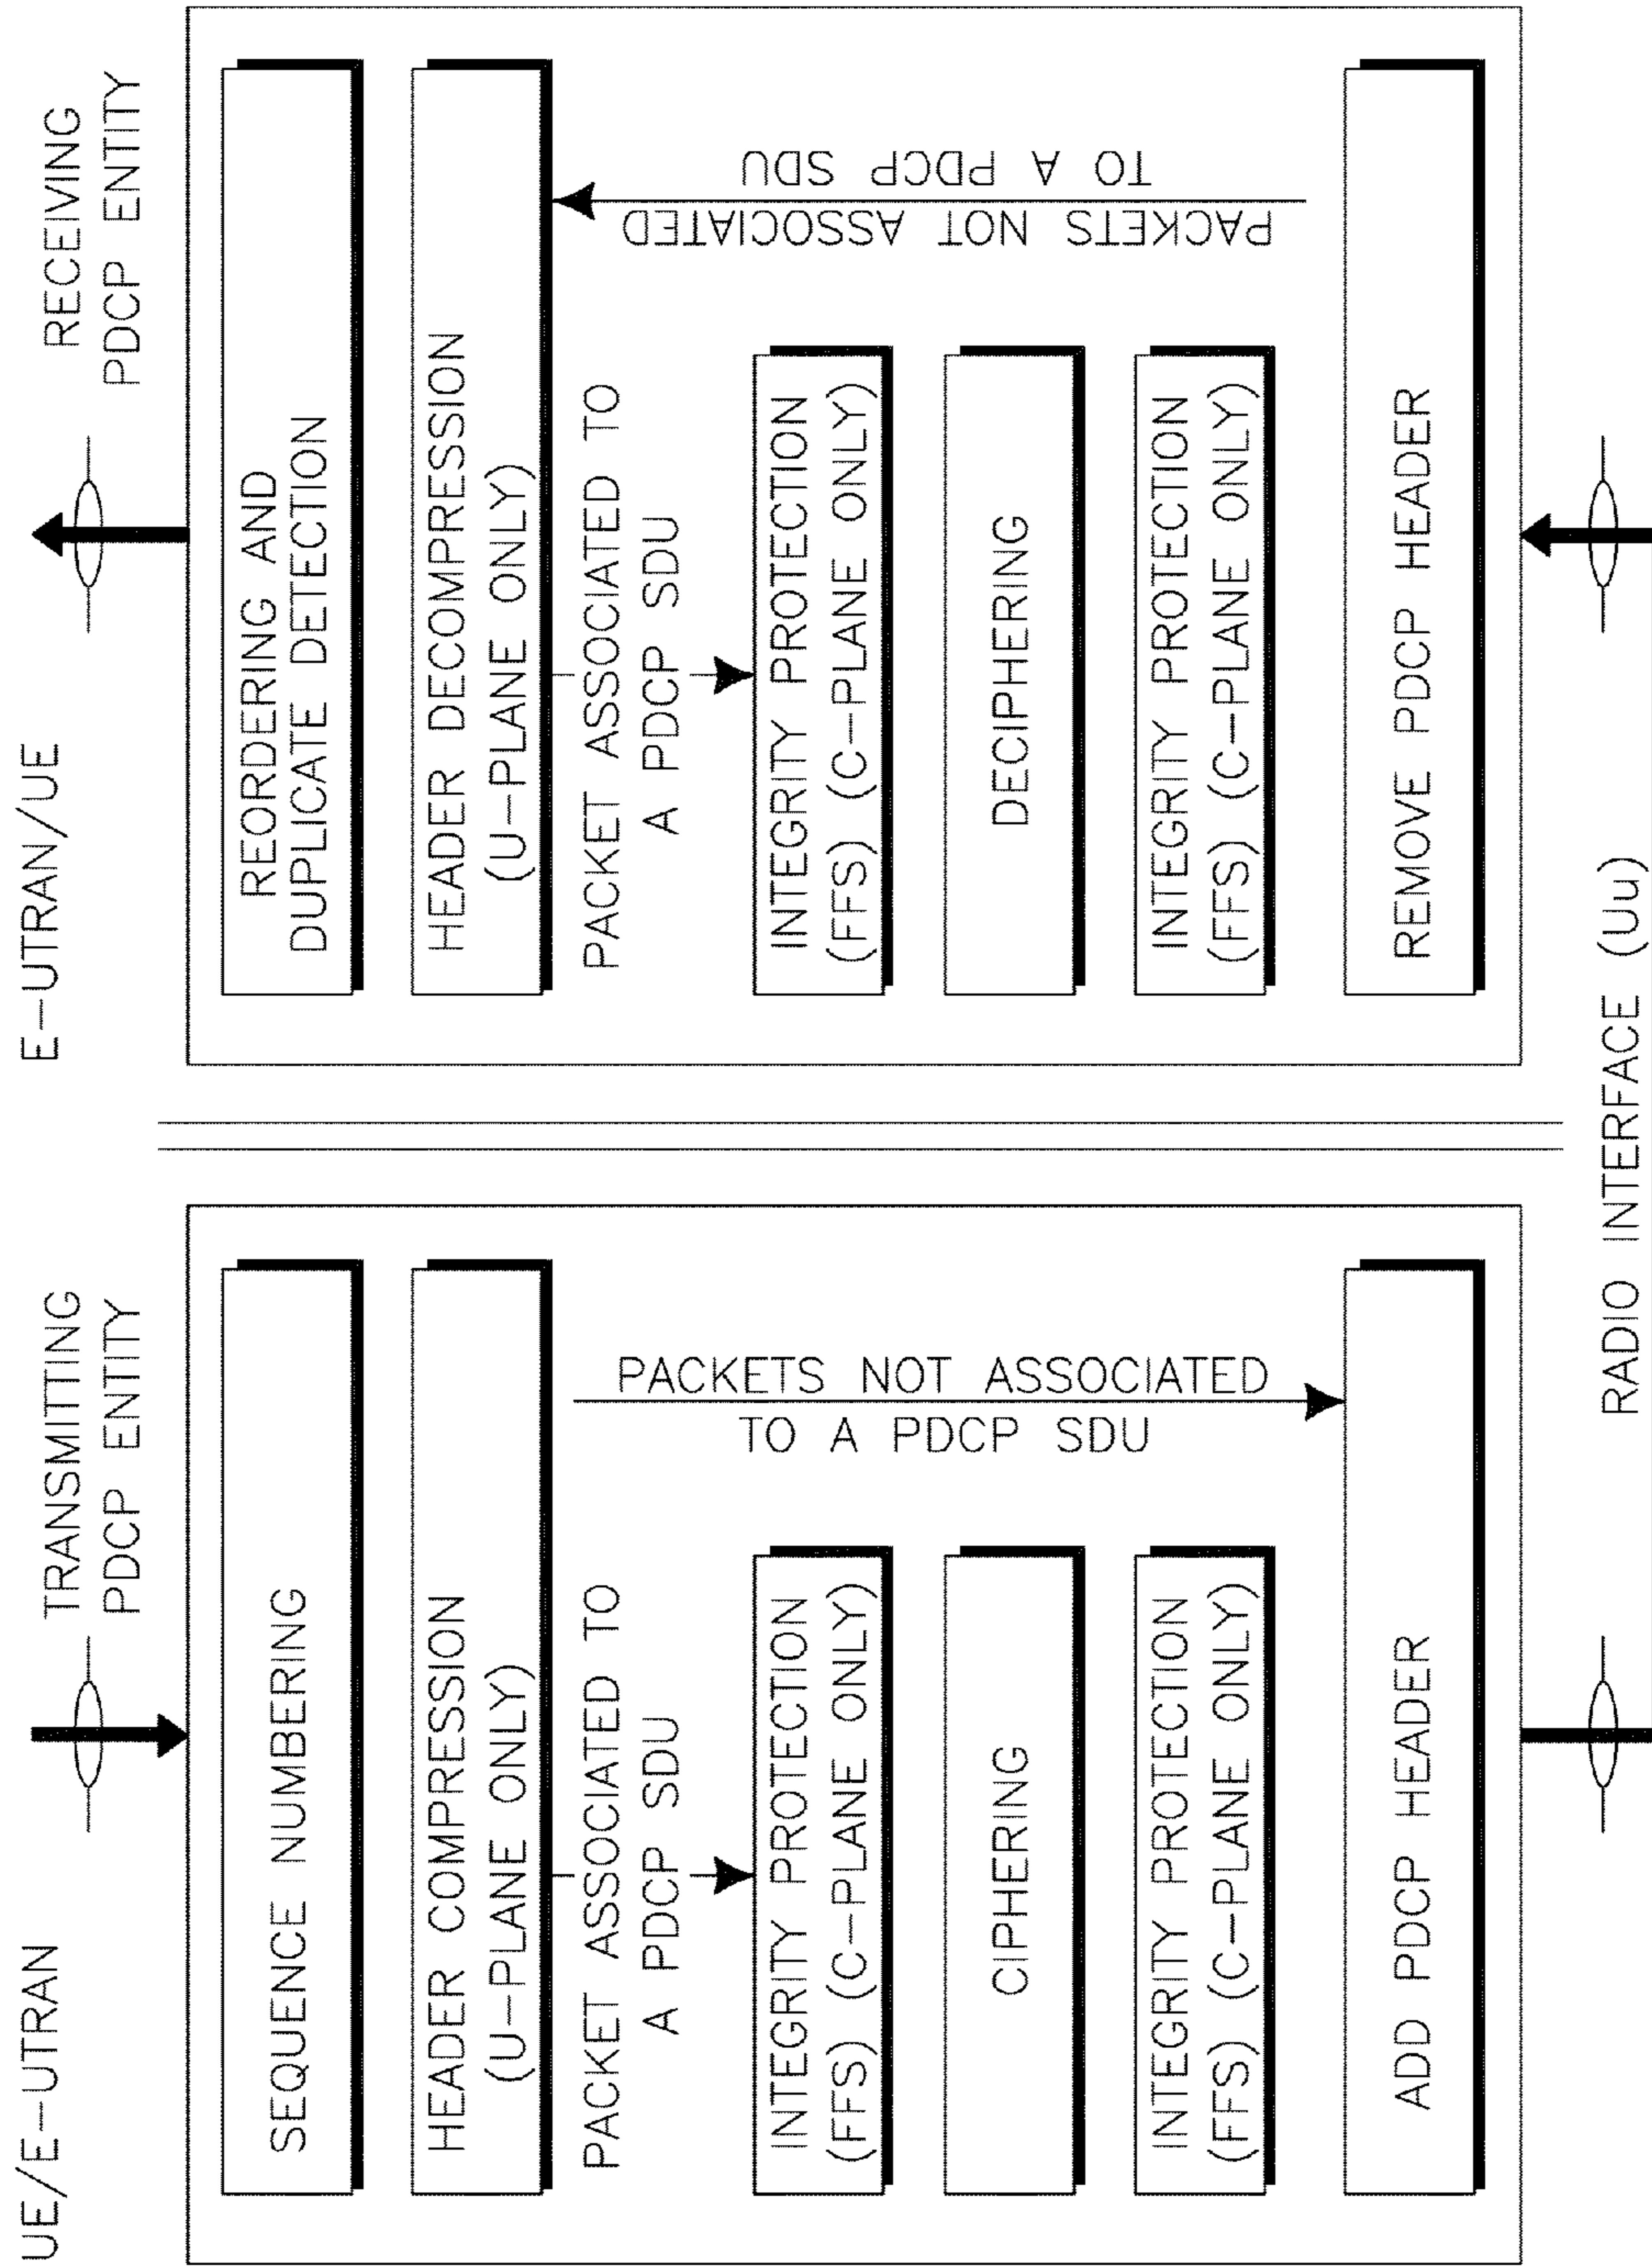 UE/E-UTRAN
TRANSMITTING
PDCP ENTITY
SEQUENCE NUMBERING
HEADER COMPRESSION
(U-PLANE ONLY)
PACKET ASSOCIATED TO
A PDCP SDU
PACKETS NOT ASSOCIATED
TO A PDCP SDU
INTEGRITY PROTECTION
(FFS) (C-PLANE ONLY)
CIPHERING
INTEGRITY PROTECTION
(FFS) (C-PLANE ONLY)
ADD PDCP HEADER
E-UTRAN/UE
RECEIVING
PDCP ENTITY
REORDERING AND
DUPLICATE DETECTION
HEADER DECOMPRESSION
(U-PLANE ONLY)
PACKET ASSOCIATED TO
A PDCP SDU
PACKETS NOT ASSOCIATED
TO A PDCP SDU
INTEGRITY PROTECTION
(FFS) (C-PLANE ONLY)
DECIPHERING
INTEGRITY PROTECTION
(FFS) (C-PLANE ONLY)
REMOVE PDCP HEADER
RADIO INTERFACE (Uu)